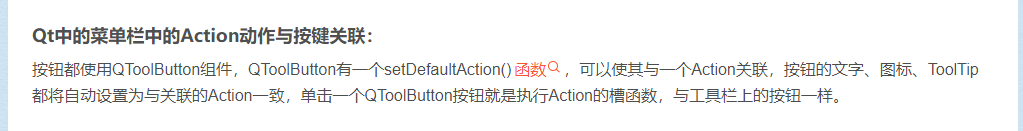 Qt中的菜单栏中的Action动作与按键关联：
按钮都使用QToolButton组件，QToolButton有一个setDefaultAction() 函数 ，可以使其与一个Action关联，按钮的文字、图标、ToolTip
都将自动设置为与关联的Action一致，单击一个QToolButton按钮就是执行Action的槽函数，与工具栏上的按钮一样。